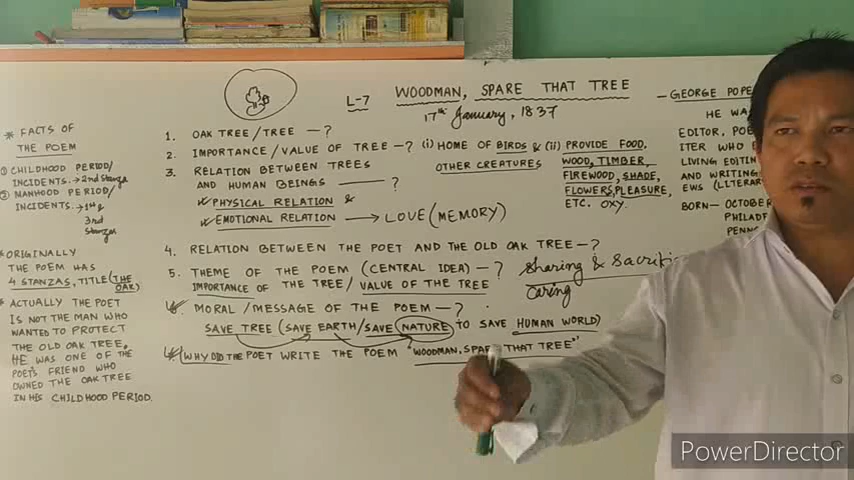 L-7 WOODMAN, SPARE THAT TREE
17th January, 1837
* FACTS OF
THE POEM
① CHILDHOOD PERIOD/
INCIDENTS. → 2nd Stanza
② MANHOOD PERIOD/
INCIDENTS. → 1st
3rd
Stanzas
* ORIGINALLY
THE POEM HAS
4 STANZAS, TITLE (THE
OAK)
* ACTUALLY THE POET
IS NOT THE MAN WHO
WANTED TO PROTECT
THE OLD OAK TREE,
HE WAS ONE OF THE
POET'S FRIEND WHO
OWNED THE OAK TREE
IN HIS CHILDHOOD PERIOD.
1. OAK TREE/TREE — ?
2. IMPORTANCE/VALUE OF TREE — ? (i) HOME OF BIRDS & (ii) PROVIDE FOOD,
OTHER CREATURES WOOD, TIMBER,
FIREWOOD, SHADE,
FLOWERS, PLEASURE,
ETC. OXY.
3. RELATION BETWEEN TREES
AND HUMAN BEINGS — ?
PHYSICAL RELATION &
EMOTIONAL RELATION → LOVE (MEMORY)
4. RELATION BETWEEN THE POET AND THE OLD OAK TREE — ?
5. THEME OF THE POEM (CENTRAL IDEA) — ? Sharing &
IMPORTANCE OF THE TREE/ VALUE OF THE TREE Caring
MORAL/MESSAGE OF THE POEM — ?
SAVE TREE (SAVE EARTH/SAVE NATURE TO SAVE HUMAN WORLD)
* WHY DID THE POET WRITE THE POEM "WOODMAN, SPARE THAT TREE"
— GEORGE POPE
HE WA
EDITOR, POE
ITER WHO E
LIVING EDITIN
AND WRITING
EWS (LITERAR
BORN — OCTOBER
PHILAD
PENN
PowerDirector